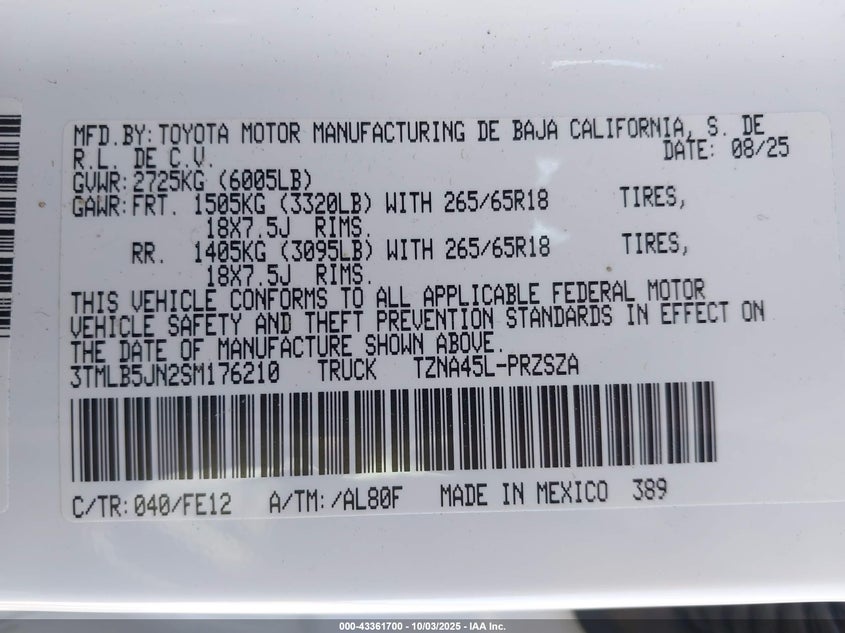 MFD.BY:TOYOTA MOTOR MANUFACTURING DE BAJA CALIFORNIA, S. DE
R.L. DE C.V. DATE: 08/25
GVWR:2725KG (6005LB)
GAWR:FRT. 1505KG (3320LB) WITH 265/65R18 TIRES,
18X7.5J RIMS.
RR. 1405KG (3095LB) WITH 265/65R18 TIRES,
18X7.5J RIMS.
THIS VEHICLE CONFORMS TO ALL APPLICABLE FEDERAL MOTOR
VEHICLE SAFETY AND THEFT PREVENTION STANDARDS IN EFFECT ON
THE DATE OF MANUFACTURE SHOWN ABOVE.
3TMLB5JN2SM176210 TRUCK TZNA45L-PRZSZA
C/TR:040/FE12 A/TM:/AL80F MADE IN MEXICO 389
000-43361700 - 10/03/2025 - IAA Inc.